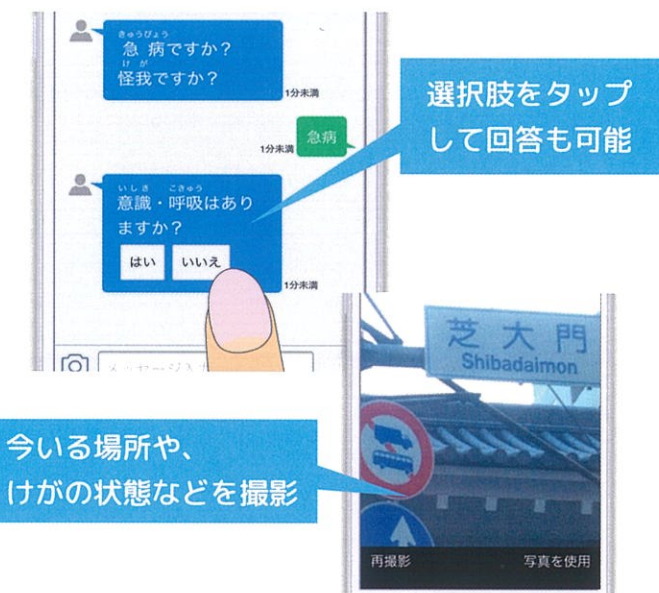 きゅうびょう
急病ですか？
けが
怪我ですか？
1分未満
選択肢をタップ
して回答も可能
急病
1分未満
いしき こきゅう
意識・呼吸はあり
ますか？
はい いいえ
1分未満
芝大門
Shibadaimon
今いる場所や、
けがの状態などを撮影
再撮影 写真を使用